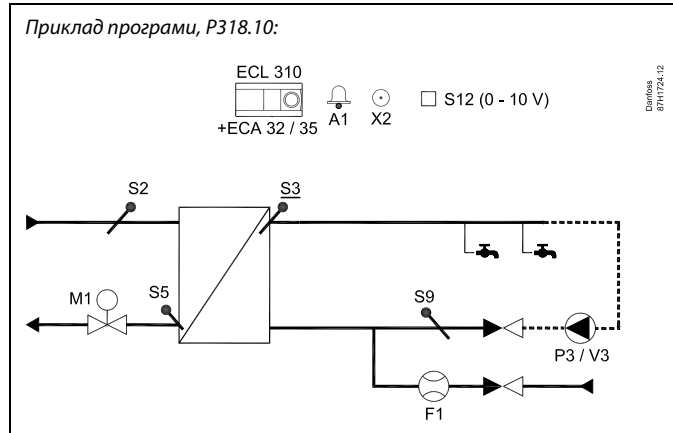 Приклад програми, P318.10:
ECL 310
+ECA 32 / 35
A1
X2
S12 (0 - 10 V)
Danfoss
87H1724.12
S2
S3
M1
S5
S9
P3 / V3
F1